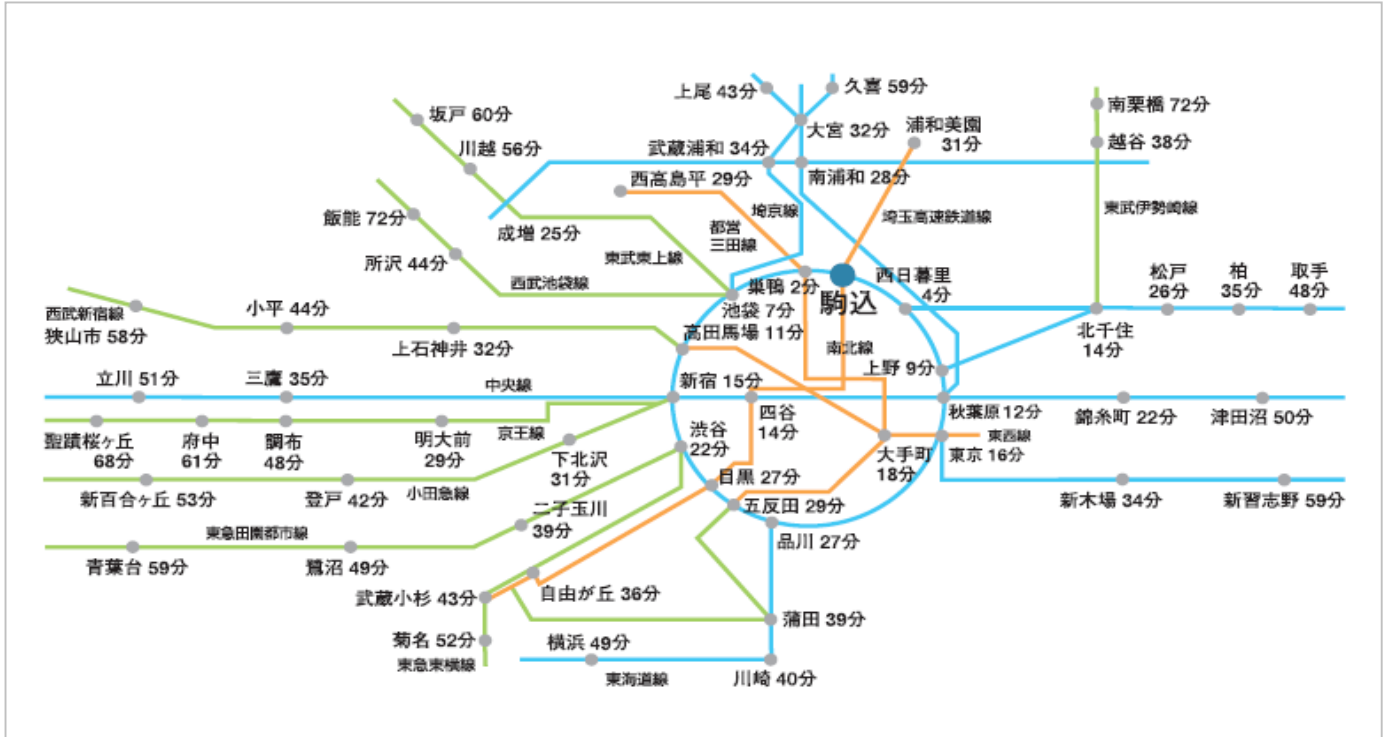 上尾 43分
久喜 59分
坂戸 60分
大宮 32分
浦和美園
31分
南栗橋 72分
越谷 38分
川越 56分
武蔵浦和 34分
西高島平 29分
南浦和 28分
埼京線
埼玉高速鉄道線
東武伊勢崎線
飯能 72分
成増 25分
都営
三田線
所沢 44分
東武東上線
西武池袋線
巣鴨 2分
駒込
西日暮里
4分
松戸
26分
柏
35分
取手
48分
池袋 7分
西武新宿線
狭山市 58分
小平 44分
上石神井 32分
高田馬場 11分
南北線
北千住
14分
上野 9分
立川 51分
三鷹 35分
中央線
新宿 15分
四谷
14分
秋葉原 12分
錦糸町 22分
津田沼 50分
聖蹟桜ヶ丘
68分
府中
61分
調布
48分
明大前
29分
京王線
渋谷
22分
下北沢
31分
大手町
18分
東西線
東京 16分
新百合ヶ丘 53分
登戸 42分
小田急線
目黒 27分
五反田 29分
新木場 34分
新習志野 59分
二子玉川
39分
東急田園都市線
品川 27分
青葉台 59分
鷺沼 49分
武蔵小杉 43分
自由が丘 36分
蒲田 39分
菊名 52分
東急東横線
横浜 49分
東海道線
川崎 40分